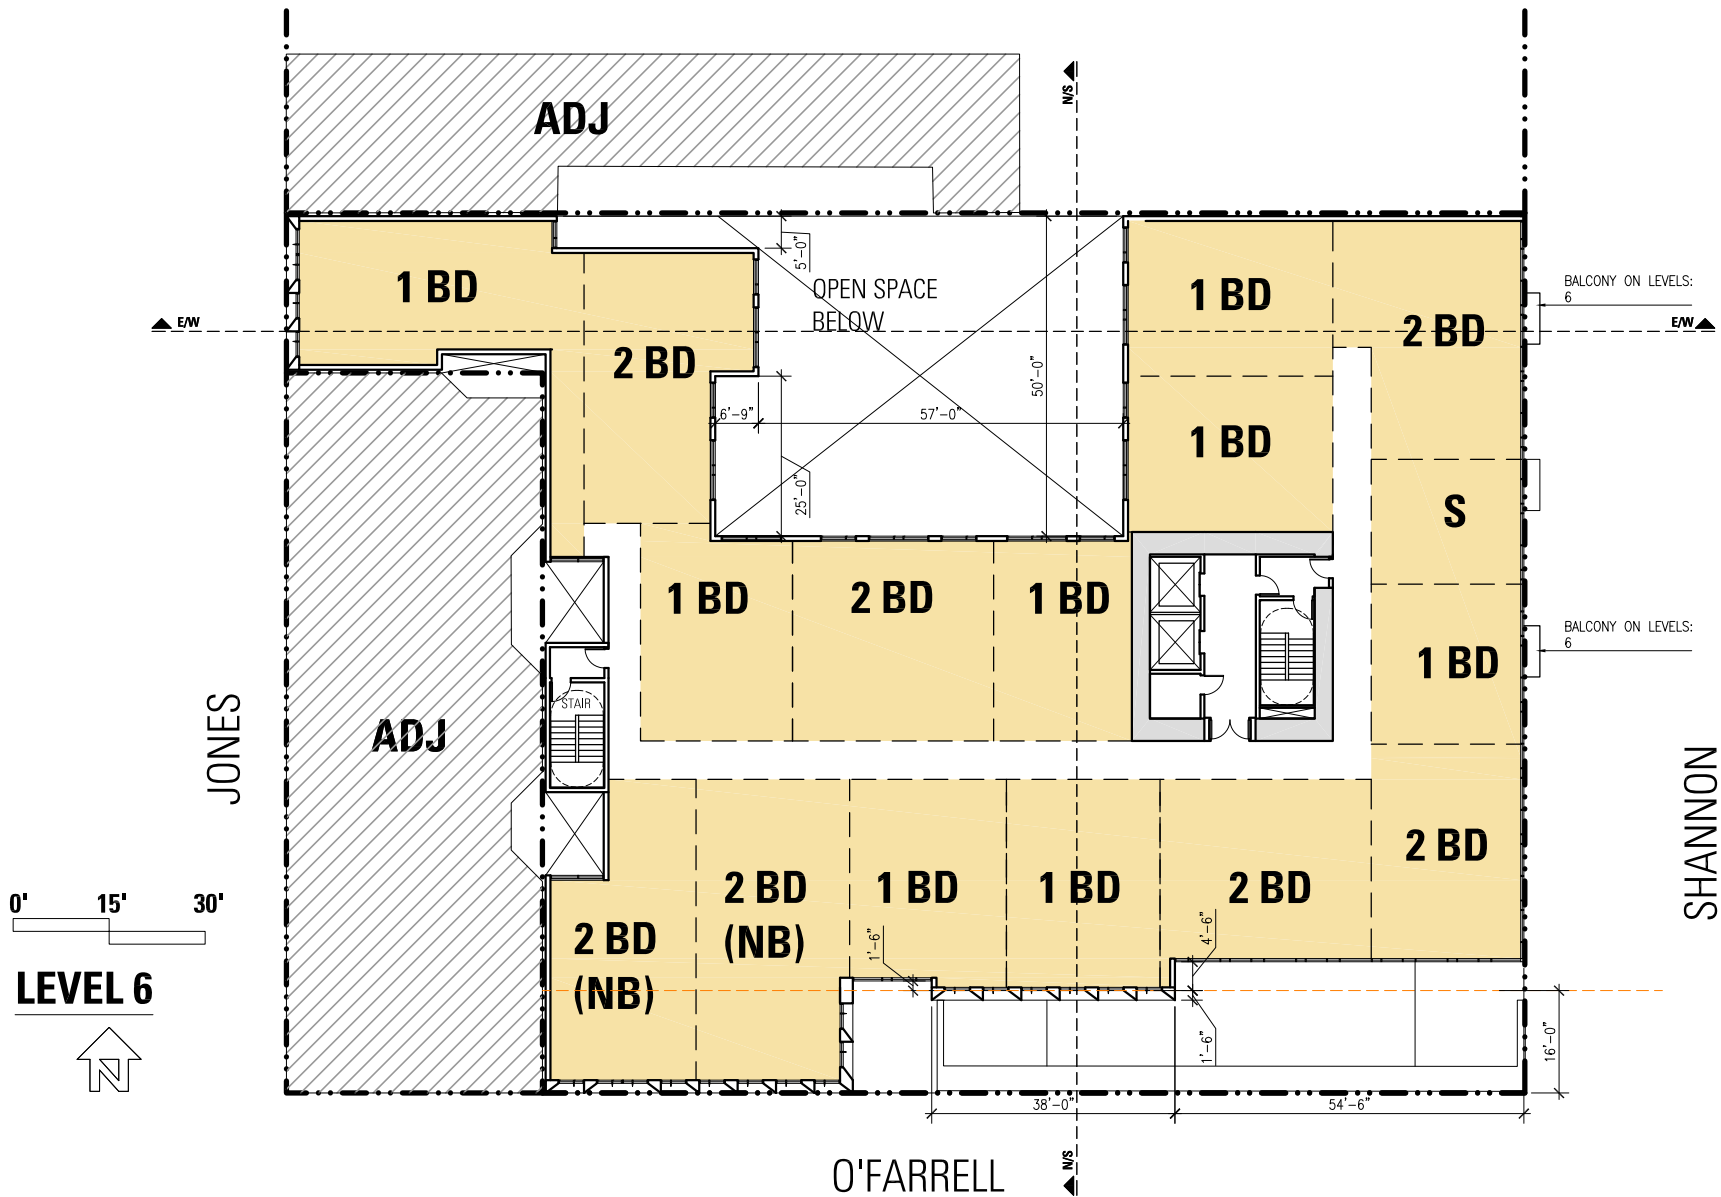 ADJ
N/S
1 BD
5'-0"
OPEN SPACE
BELOW
1 BD
2 BD
BALCONY ON LEVELS:
6
E/W
E/W
2 BD
50'-0"
6'-9"
57'-0"
1 BD
25'-0"
S
1 BD
2 BD
1 BD
BALCONY ON LEVELS:
6
1 BD
STAIR
ADJ
JONES
SHANNON
2 BD
2 BD
(NB)
1 BD
1 BD
2 BD
0'
15'
30'
2 BD
(NB)
1'-6"
4'-6"
LEVEL 6
N
1'-6"
16'-0"
38'-0"
54'-6"
N/S
O'FARRELL